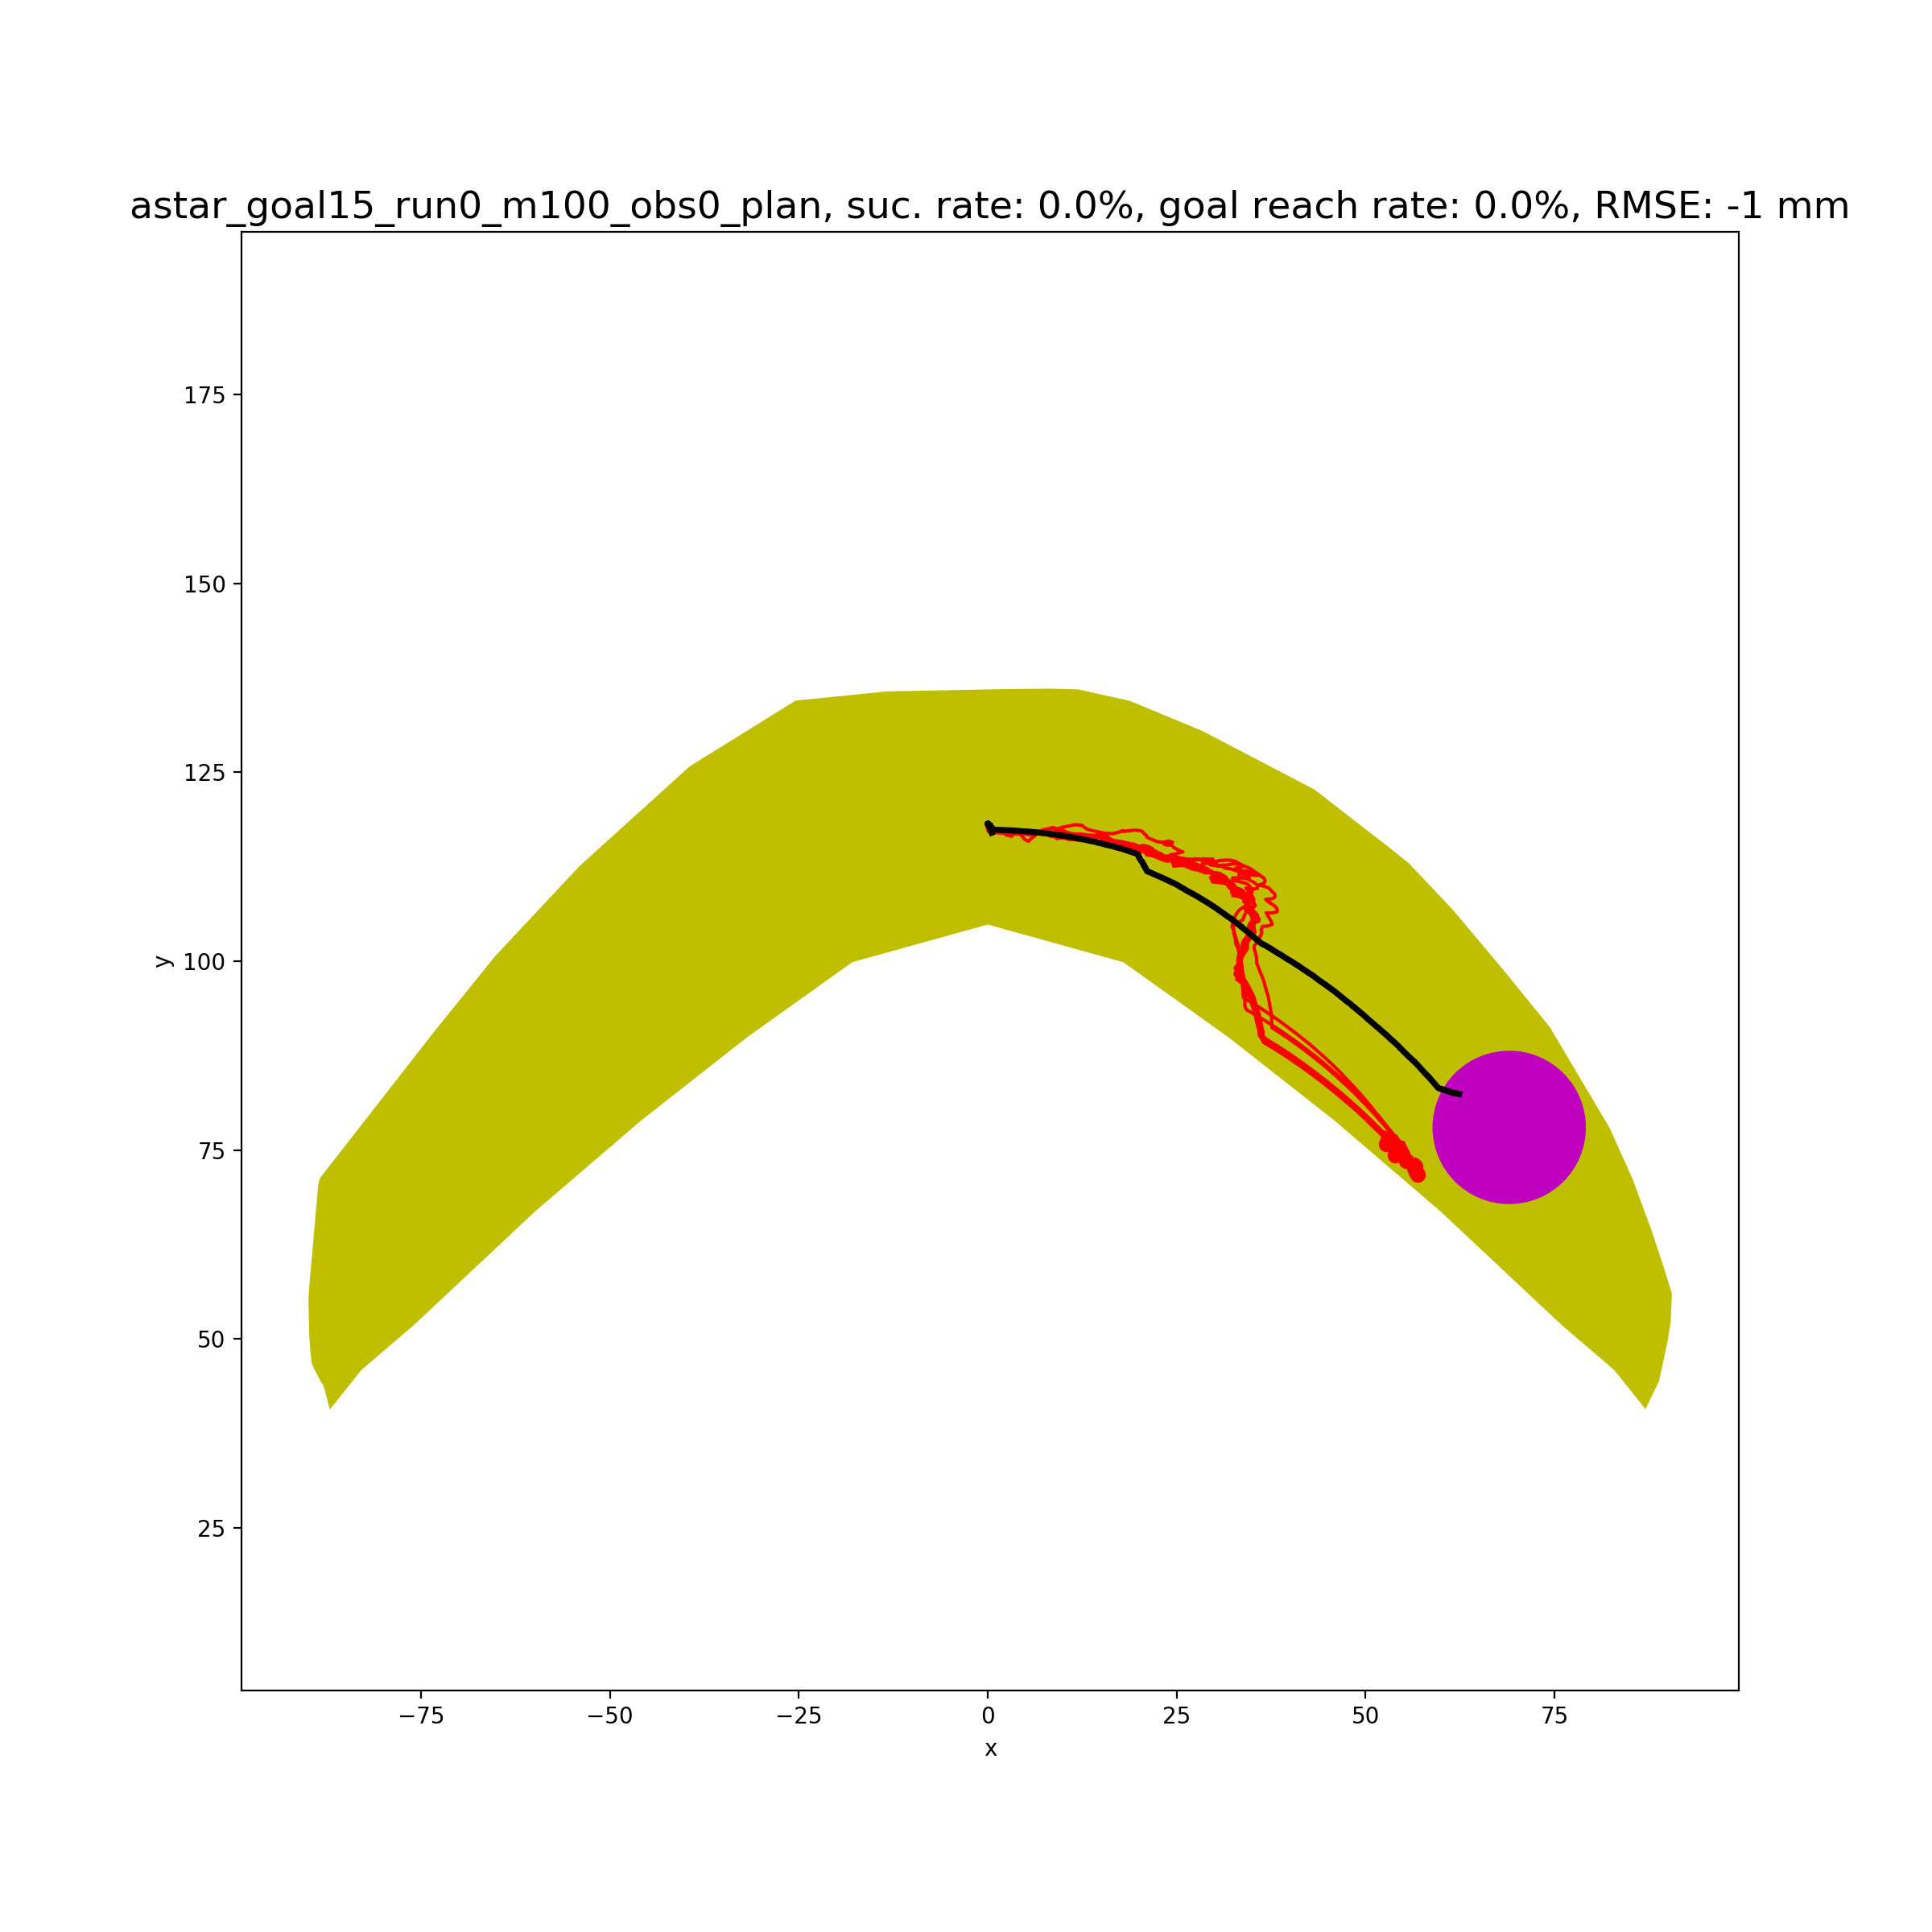 astar_goal15_run0_m100_obs0_plan, suc. rate: 0.0%, goal reach rate: 0.0%, RMSE: -1 mm
175
150
125
y
100
75
50
25
−75 −50 −25 0 25 50 75
x